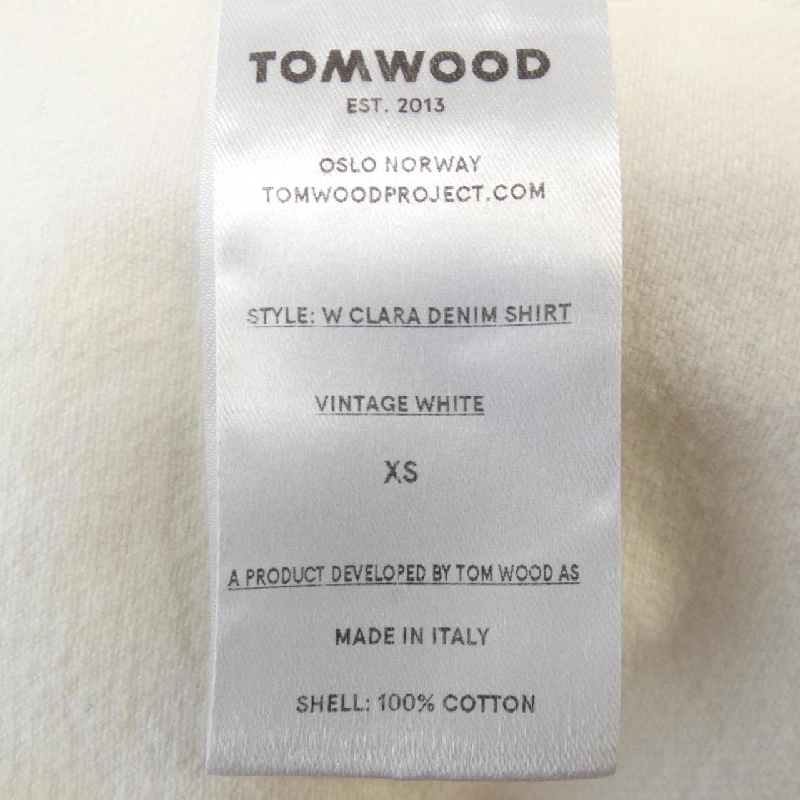 TOMWOOD
EST. 2013
OSLO NORWAY
TOMWOODPROJECT.COM
STYLE: W CLARA DENIM SHIRT
VINTAGE WHITE
XS
A PRODUCT DEVELOPED BY TOM WOOD AS
MADE IN ITALY
SHELL: 100% COTTON